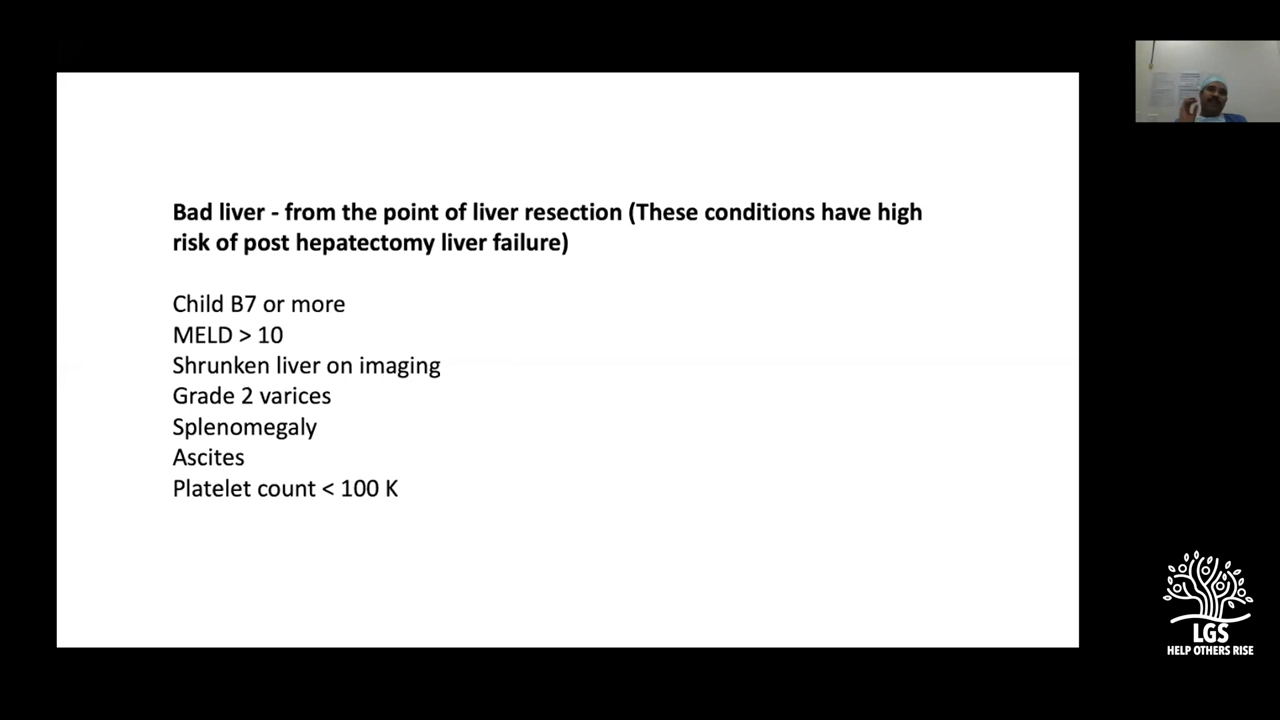 Bad liver - from the point of liver resection (These conditions have high
risk of post hepatectomy liver failure)
Child B7 or more
MELD > 10
Shrunken liver on imaging
Grade 2 varices
Splenomegaly
Ascites
Platelet count < 100 K
LGS
HELP OTHERS RISE